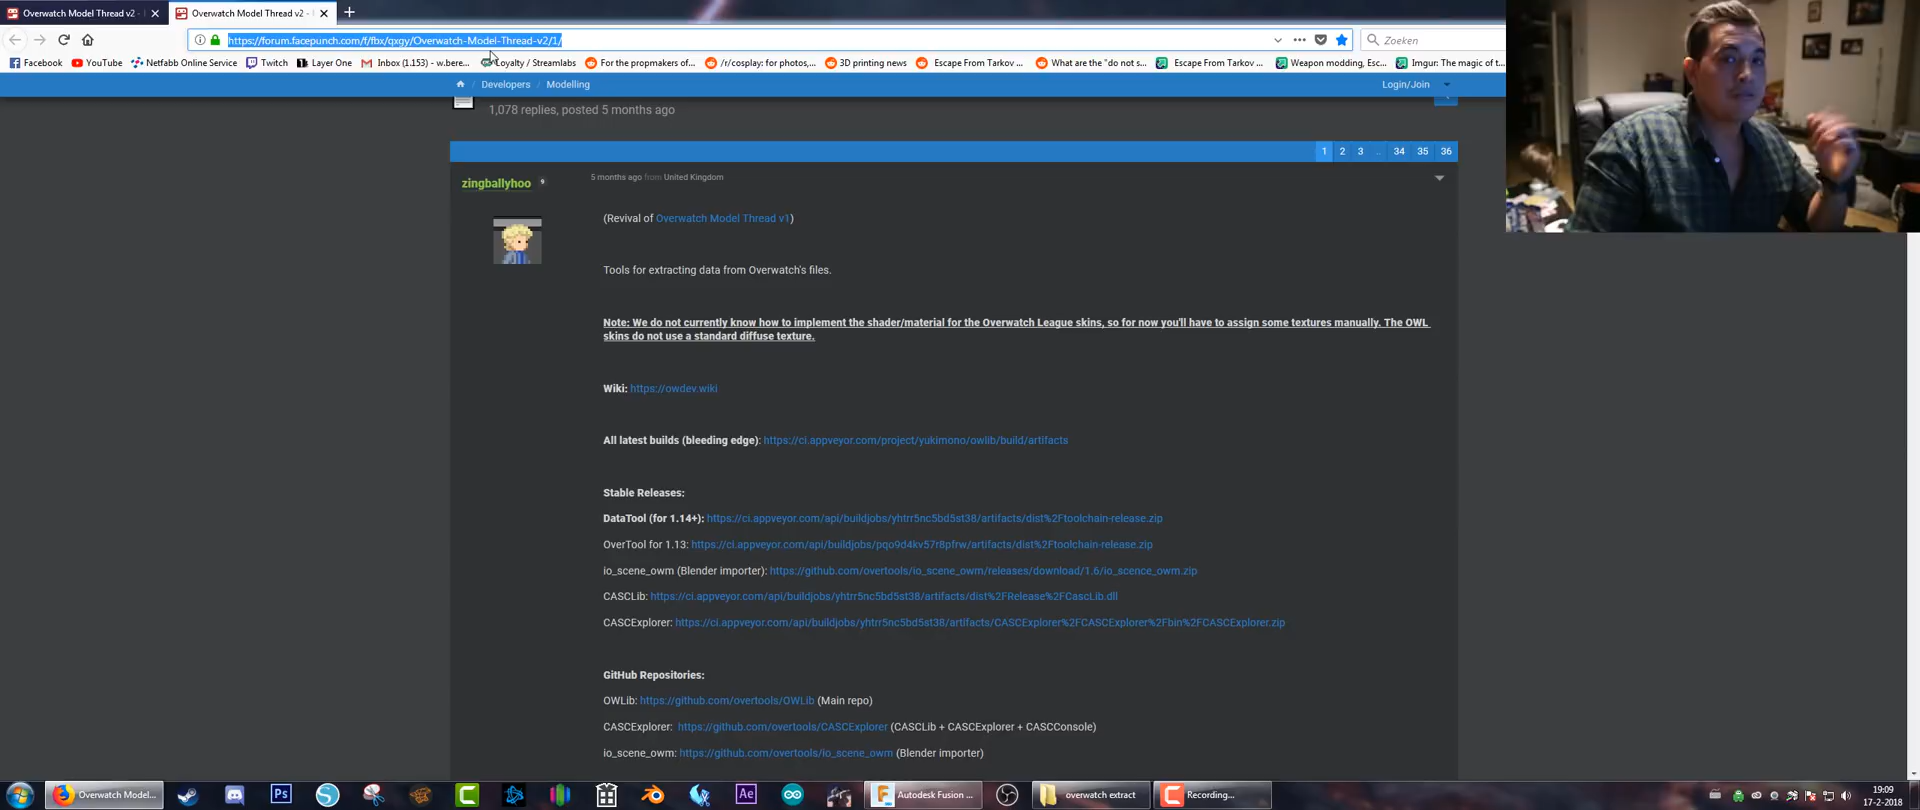 Overwatch Model Thread v2 -
Overwatch Model Thread v2 -
https://forum.facepunch.com/f/fbx/qxgy/Overwatch-Model-Thread-v2/1/
Zoeken
Facebook YouTube Netfabb Online Service Twitch Layer One Inbox (1.153) - w.bere... Loyalty / Streamlabs For the propmakers of... /r/cosplay: for photos,... 3D printing news Escape From Tarkov ... What are the "do not s... Escape From Tarkov ... Weapon modding, Esc... Imgur: The magic of t...
Developers / Modelling Login/Join
1,078 replies, posted 5 months ago
1 2 3 .. 34 35 36
zingballyhoo 9 5 months ago from United Kingdom
(Revival of Overwatch Model Thread v1)
Tools for extracting data from Overwatch's files.
Note: We do not currently know how to implement the shader/material for the Overwatch League skins, so for now you'll have to assign some textures manually. The OWL
skins do not use a standard diffuse texture.
Wiki: https://owdev.wiki
All latest builds (bleeding edge): https://ci.appveyor.com/project/yukimono/owlib/build/artifacts
Stable Releases:
DataTool (for 1.14+): https://ci.appveyor.com/api/buildjobs/yhtrr5nc5bd5st38/artifacts/dist%2Ftoolchain-release.zip
OverTool for 1.13: https://ci.appveyor.com/api/buildjobs/pqo9d4kv57r8pfrw/artifacts/dist%2Ftoolchain-release.zip
io_scene_owm (Blender importer): https://github.com/overtools/io_scene_owm/releases/download/1.6/io_scence_owm.zip
CASCLib: https://ci.appveyor.com/api/buildjobs/yhtrr5nc5bd5st38/artifacts/dist%2FRelease%2FCascLib.dll
CASCExplorer: https://ci.appveyor.com/api/buildjobs/yhtrr5nc5bd5st38/artifacts/CASCExplorer%2FCASCExplorer%2Fbin%2FCASCExplorer.zip
GitHub Repositories:
OWLib: https://github.com/overtools/OWLib (Main repo)
CASCExplorer: https://github.com/overtools/CASCExplorer (CASCLib + CASCExplorer + CASCConsole)
io_scene_owm: https://github.com/overtools/io_scene_owm (Blender importer)
Overwatch Model... Ps Ae Autodesk Fusion ... overwatch extract Recording...
19:09
17-2-2018